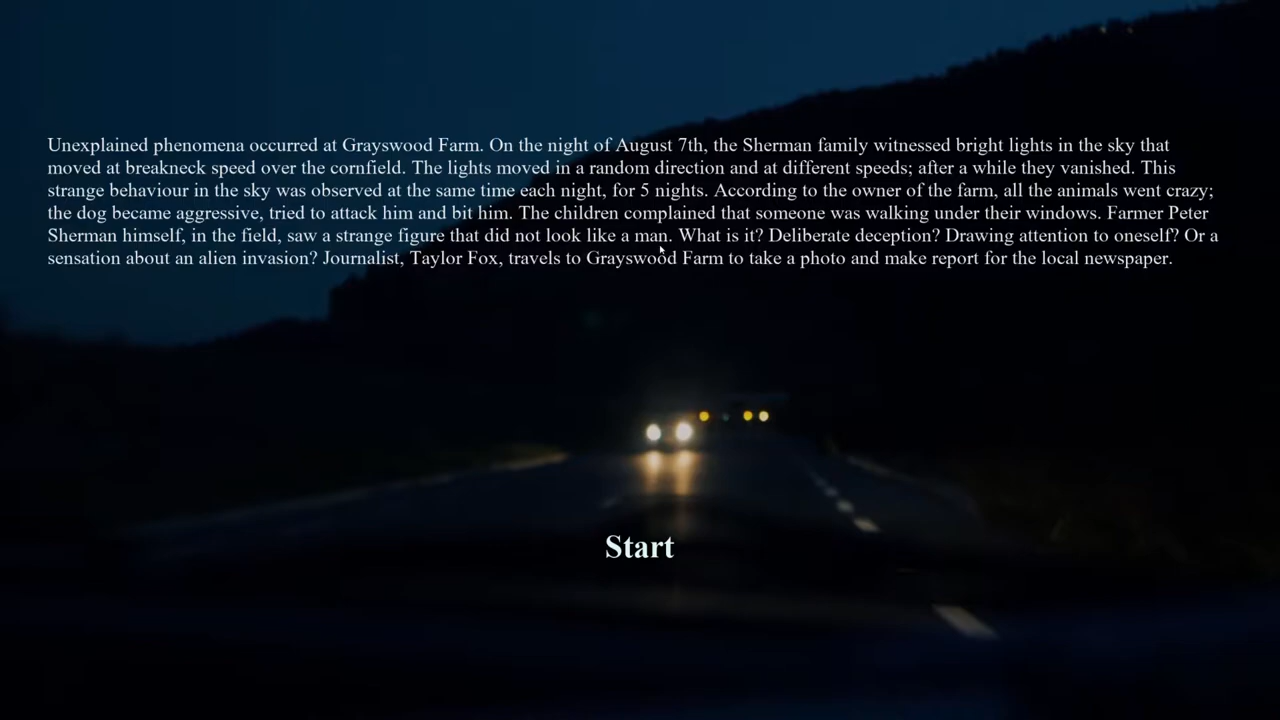 Unexplained phenomena occurred at Grayswood Farm. On the night of August 7th, the Sherman family witnessed bright lights in the sky that
moved at breakneck speed over the cornfield. The lights moved in a random direction and at different speeds; after a while they vanished. This
strange behaviour in the sky was observed at the same time each night, for 5 nights. According to the owner of the farm, all the animals went crazy;
the dog became aggressive, tried to attack him and bit him. The children complained that someone was walking under their windows. Farmer Peter
Sherman himself, in the field, saw a strange figure that did not look like a man. What is it? Deliberate deception? Drawing attention to oneself? Or a
sensation about an alien invasion? Journalist, Taylor Fox, travels to Grayswood Farm to take a photo and make report for the local newspaper.
Start